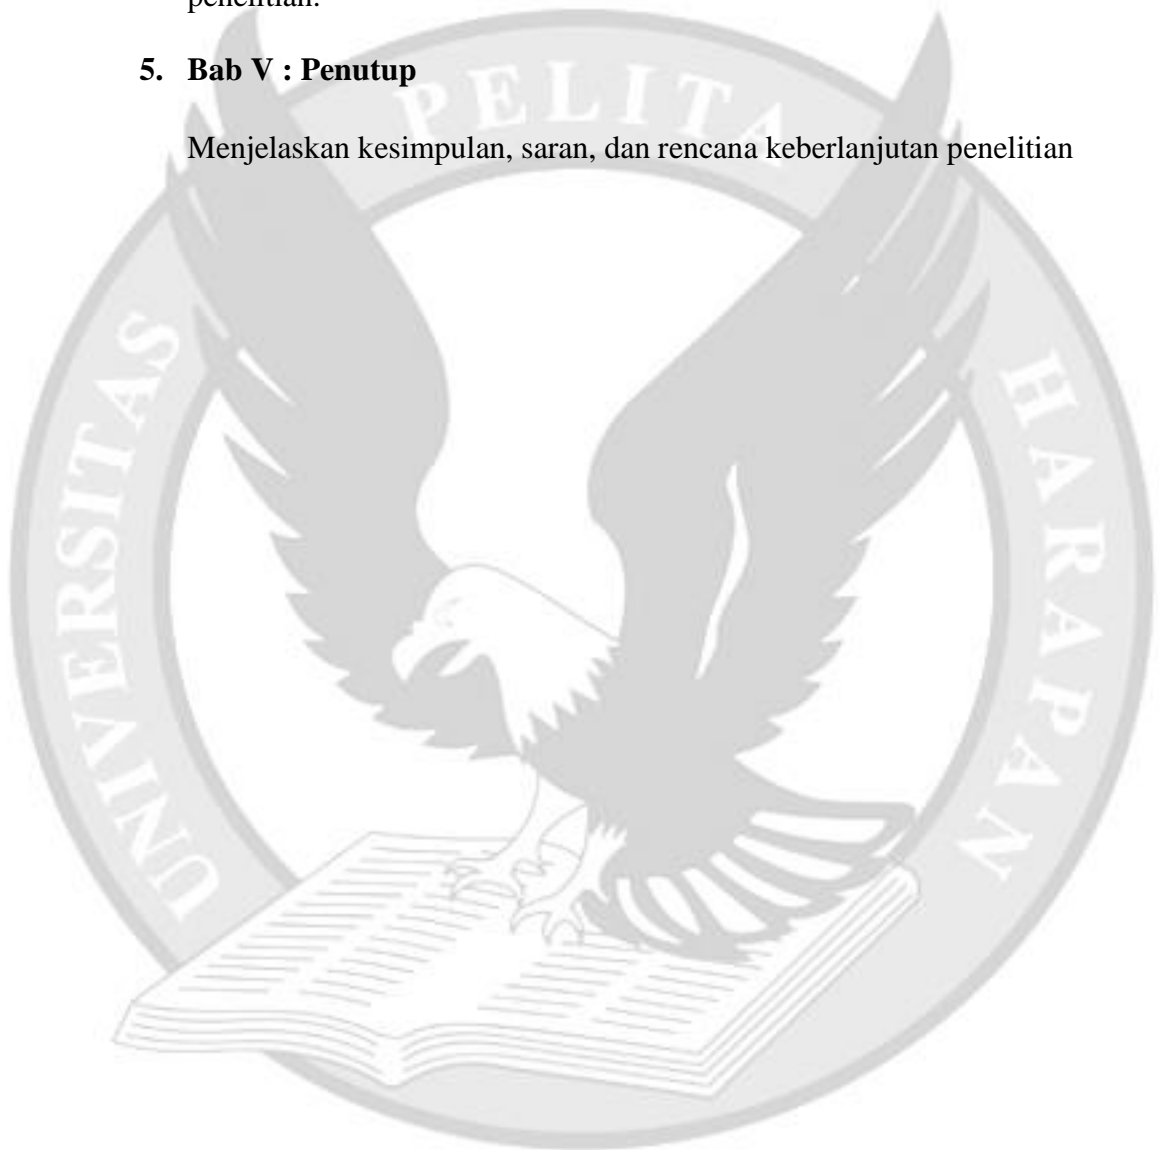 penelitian.
5. Bab V : Penutup
Menjelaskan kesimpulan, saran, dan rencana keberlanjutan penelitian
UNIVERSITAS PELITA HARAPAN